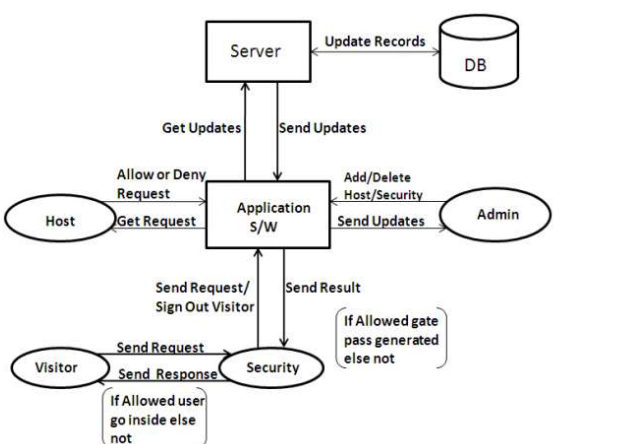 Server
Update Records
DB
Get Updates
Send Updates
Allow or Deny
Request
Add/Delete
Host/Security
Host
Get Request
Application
S/W
Send Updates
Admin
Send Request/
Sign Out Visitor
Send Result
If Allowed gate
pass generated
else not
Visitor
Send Request
Send Response
Security
If Allowed user
go inside else
not